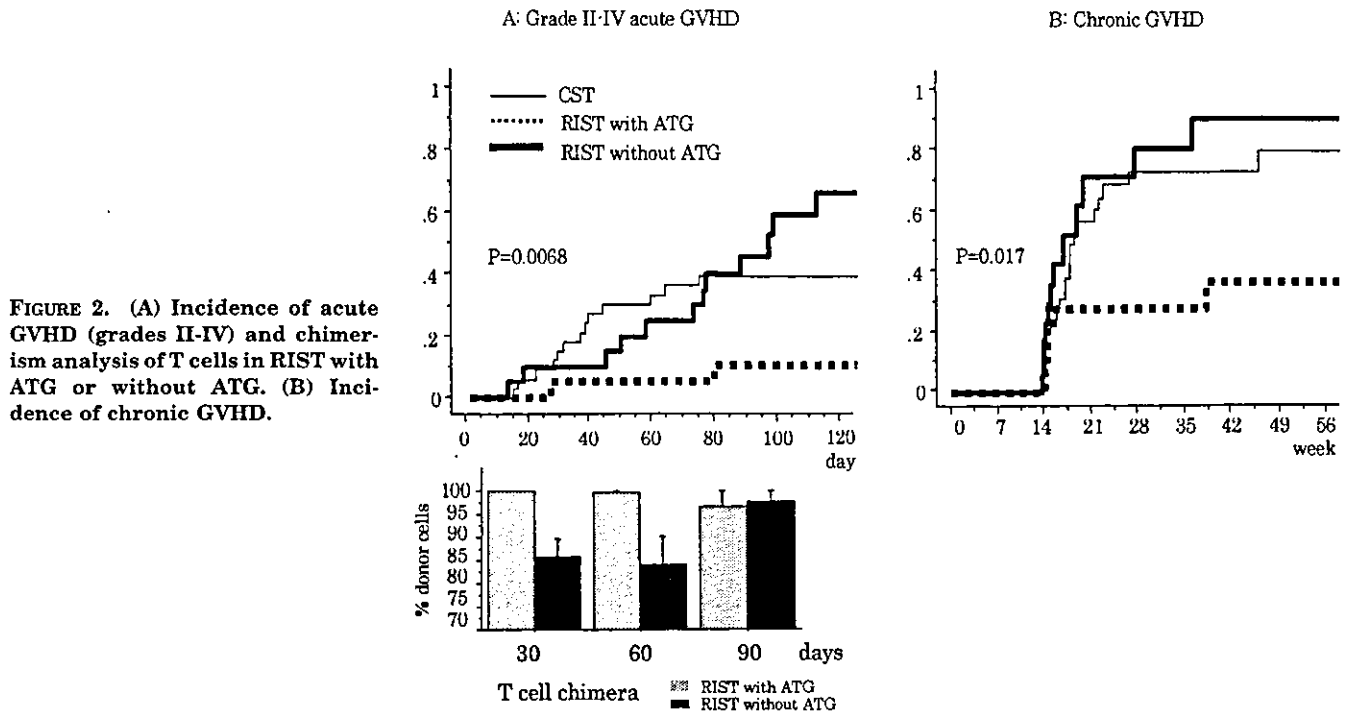 A: Grade II-IV acute GVHD
B: Chronic GVHD
1
.8
.6
.4
.2
0
CST
RIST with ATG
RIST without ATG
P=0.0068
0 20 40 60 80 100 120
day
1
.8
.6
.4
.2
0
P=0.017
0 7 14 21 28 35 42 49 56
week
FIGURE 2. (A) Incidence of acute
GVHD (grades II-IV) and chimer-
ism analysis of T cells in RIST with
ATG or without ATG. (B) Inci-
dence of chronic GVHD.
% donor cells
100
95
90
85
80
75
70
30 60 90 days
T cell chimera
RIST with ATG
RIST without ATG